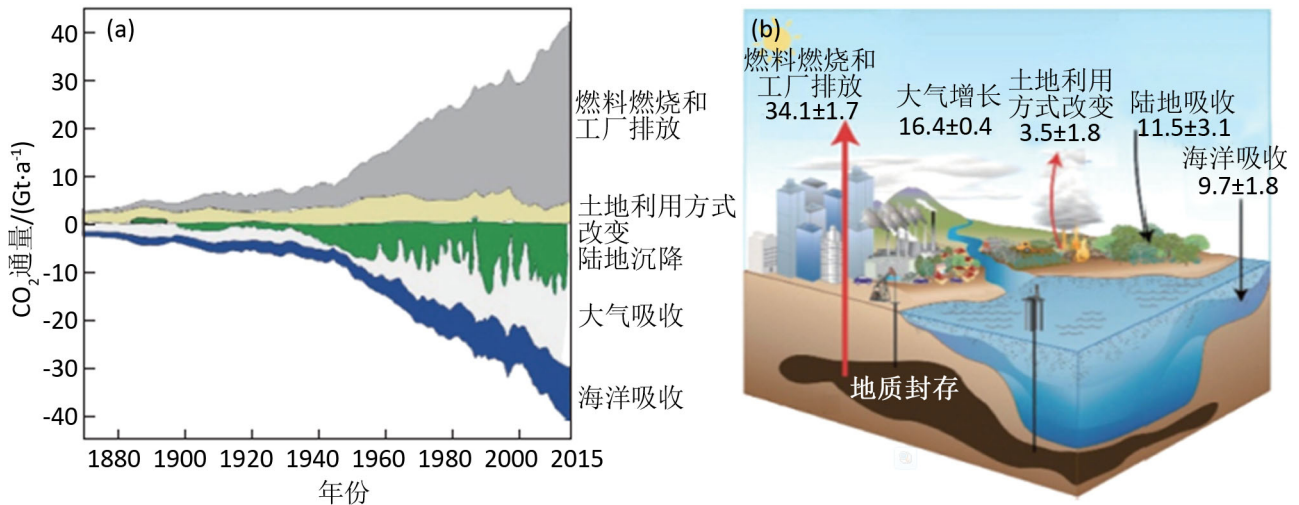 (a)
40
30
20
10
0
-10
-20
-30
-40
CO₂通量/(Gt·a⁻¹)
1880 1900 1920 1940 1960 1980 2000 2015
年份
燃料燃烧和
工厂排放
土地利用方式
改变
陆地沉降
大气吸收
海洋吸收
(b)
燃料燃烧和
工厂排放
34.1±1.7
大气增长
16.4±0.4
土地利用
方式改变
3.5±1.8
陆地吸收
11.5±3.1
海洋吸收
9.7±1.8
地质封存